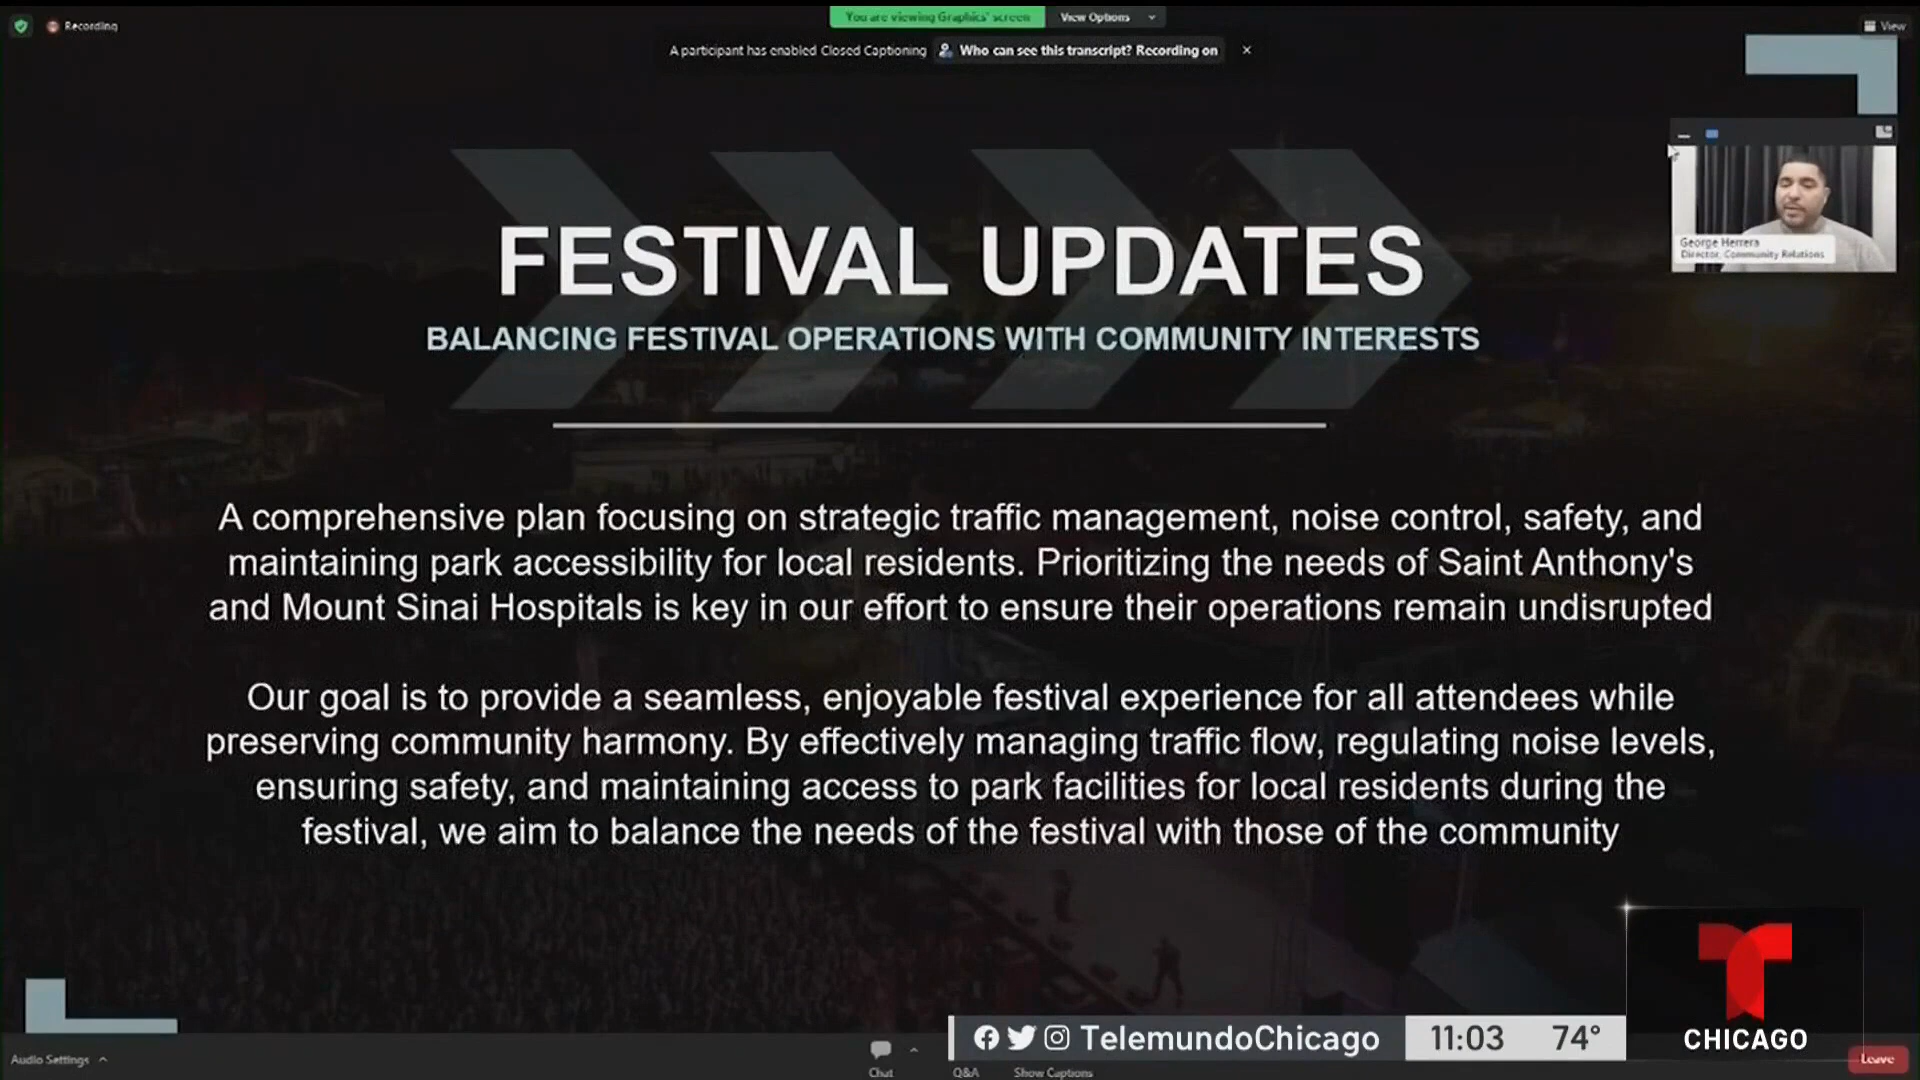 Recording
You are viewing Graphics' screen
View Options
View
A participant has enabled Closed Captioning
Who can see this transcript? Recording on
George Herrera
Director, Community Relations
FESTIVAL UPDATES
BALANCING FESTIVAL OPERATIONS WITH COMMUNITY INTERESTS
A comprehensive plan focusing on strategic traffic management, noise control, safety, and
maintaining park accessibility for local residents. Prioritizing the needs of Saint Anthony's
and Mount Sinai Hospitals is key in our effort to ensure their operations remain undisrupted
Our goal is to provide a seamless, enjoyable festival experience for all attendees while
preserving community harmony. By effectively managing traffic flow, regulating noise levels,
ensuring safety, and maintaining access to park facilities for local residents during the
festival, we aim to balance the needs of the festival with those of the community
TelemundoChicago
11:03 74°
CHICAGO
Audio Settings
Chat
Q&A
Show Captions
Leave